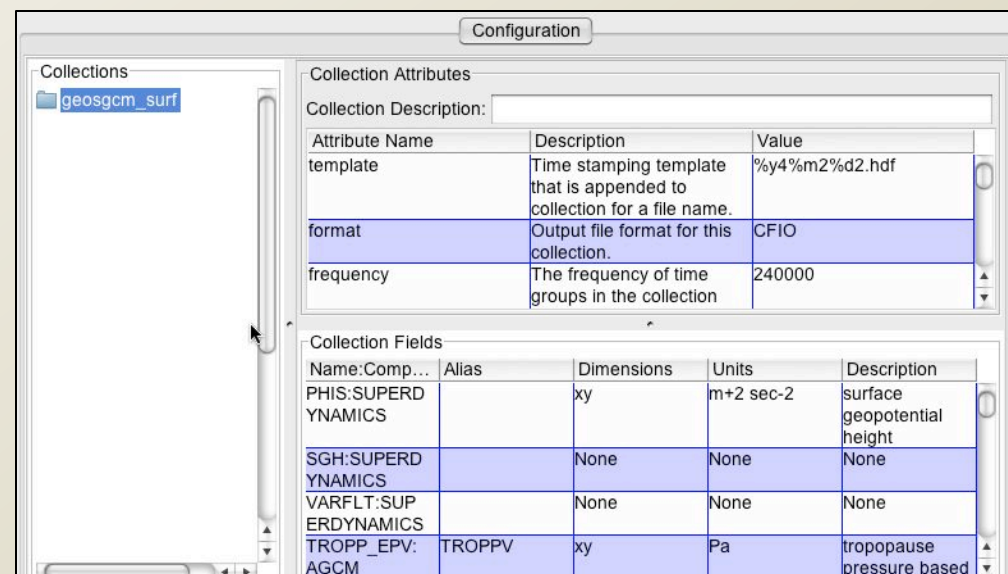 Configuration
Collections
geosgcm_surf
Collection Attributes
Collection Description:
Attribute Name Description Value
template Time stamping template %y4%m2%d2.hdf
that is appended to
collection for a file name.
format Output file format for this CFIO
collection.
frequency The frequency of time 240000
groups in the collection
Collection Fields
Name:Comp... Alias Dimensions Units Description
PHIS:SUPERD xy m+2 sec-2 surface
YNAMICS geopotential
height
SGH:SUPERD None None None
YNAMICS
VARFLT:SUP None None None
ERDYNAMICS
TROPP_EPV: TROPPV xy Pa tropopause
AGCM pressure based